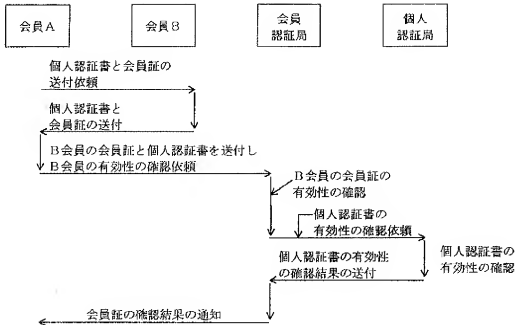 会員A
会員B
会員
認証局
個人
認証局
個人認証書と会員証の
送付依頼
個人認証書と
会員証の送付
B会員の会員証と個人認証書を送付し
B会員の有効性の確認依頼
B会員の会員証の
有効性の確認
個人認証書の
有効性の確認依頼
個人認証書の有効性
の確認結果の送付
個人認証書の
有効性の確認
会員証の確認結果の通知